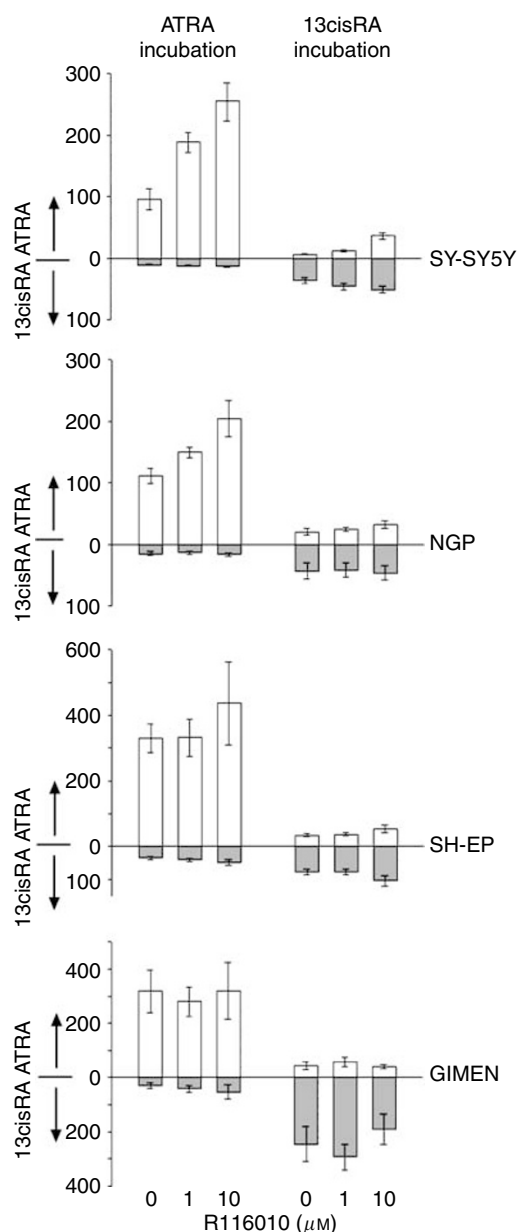 ATRA incubation
13cisRA incubation
300
200
100
0
100
13cisRA ATRA
SY-SY5Y
300
200
100
0
100
13cisRA ATRA
NGP
600
400
200
0
100
13cisRA ATRA
SH-EP
400
200
0
200
400
13cisRA ATRA
GIMEN
0 1 10 0 1 10
R116010 (μM)